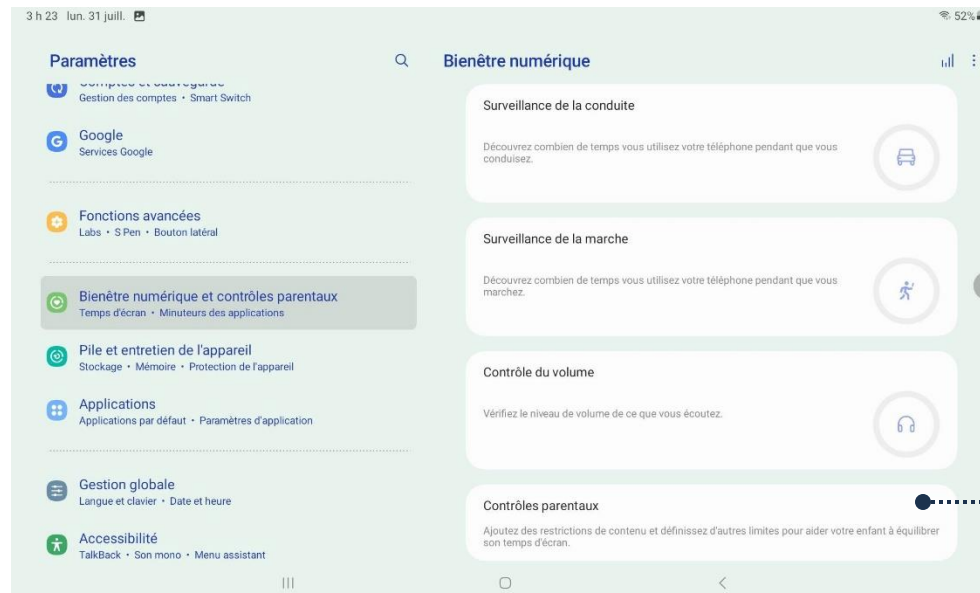 3 h 23 lun. 31 juill.
52%
Paramètres
Comptes et sauvegarde
Gestion des comptes • Smart Switch
Google
Services Google
Fonctions avancées
Labs • S Pen • Bouton latéral
Bienêtre numérique et contrôles parentaux
Temps d'écran • Minuteurs des applications
Pile et entretien de l'appareil
Stockage • Mémoire • Protection de l'appareil
Applications
Applications par défaut • Paramètres d'application
Gestion globale
Langue et clavier • Date et heure
Accessibilité
TalkBack • Son mono • Menu assistant
Bienêtre numérique
Surveillance de la conduite
Découvrez combien de temps vous utilisez votre téléphone pendant que vous
conduisez.
Surveillance de la marche
Découvrez combien de temps vous utilisez votre téléphone pendant que vous
marchez.
Contrôle du volume
Vérifiez le niveau de volume de ce que vous écoutez.
Contrôles parentaux
Ajoutez des restrictions de contenu et définissez d'autres limites pour aider votre enfant à équilibrer
son temps d'écran.